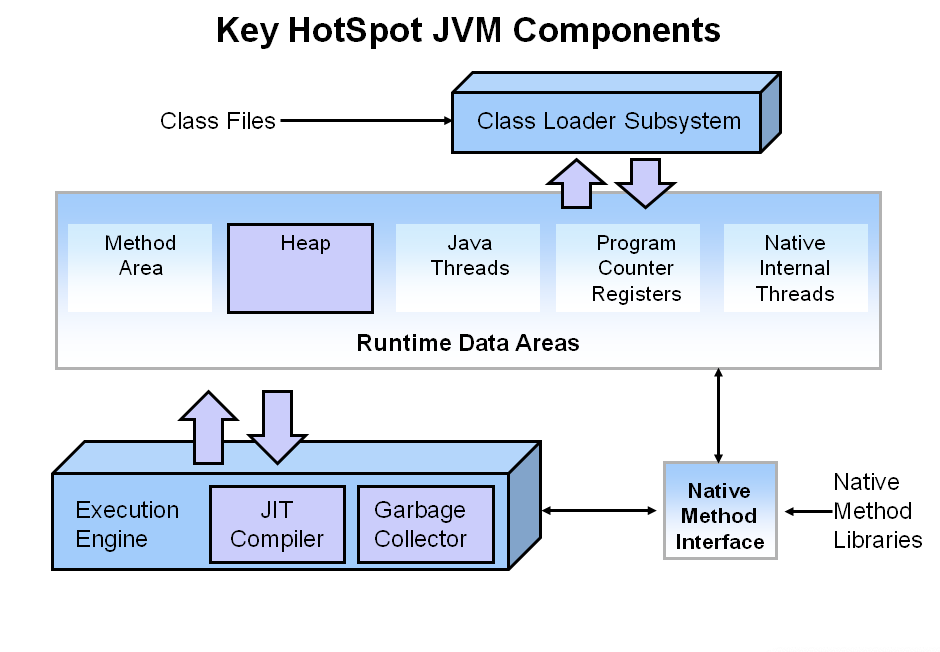 Key HotSpot JVM Components
Class Files
Class Loader Subsystem
Method
Area
Heap
Java
Threads
Program
Counter
Registers
Native
Internal
Threads
Runtime Data Areas
Execution
Engine
JIT
Compiler
Garbage
Collector
Native
Method
Interface
Native
Method
Libraries